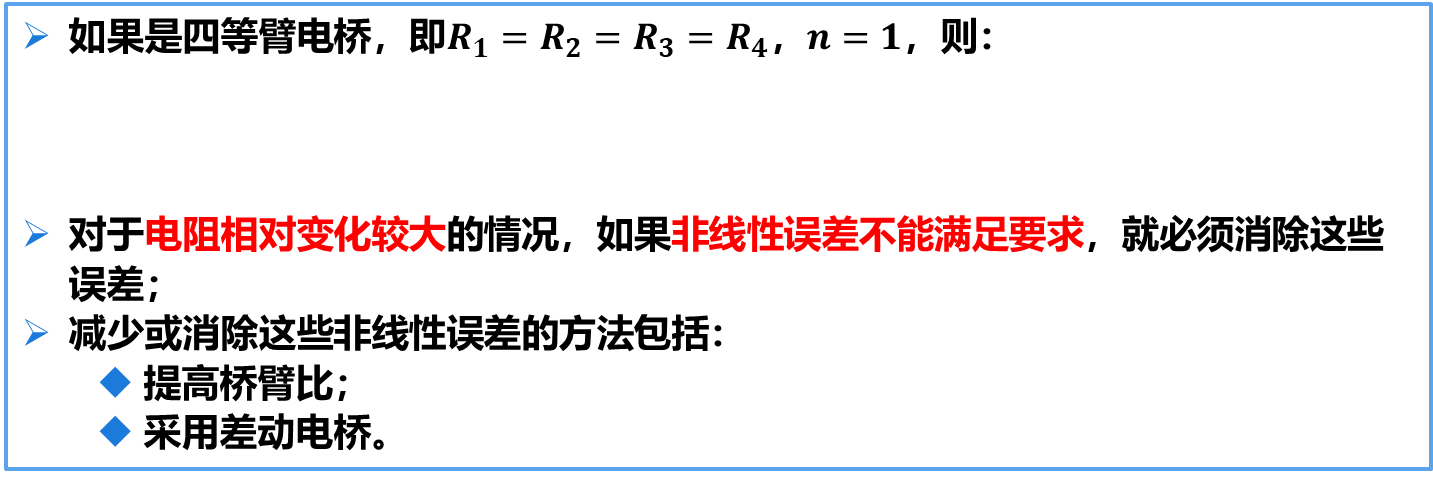 如果是四等臂电桥，即R₁ = R₂ = R₃ = R₄，n = 1，则：
对于电阻相对变化较大的情况，如果非线性误差不能满足要求，就必须消除这些
误差；
减少或消除这些非线性误差的方法包括：
提高桥臂比；
采用差动电桥。